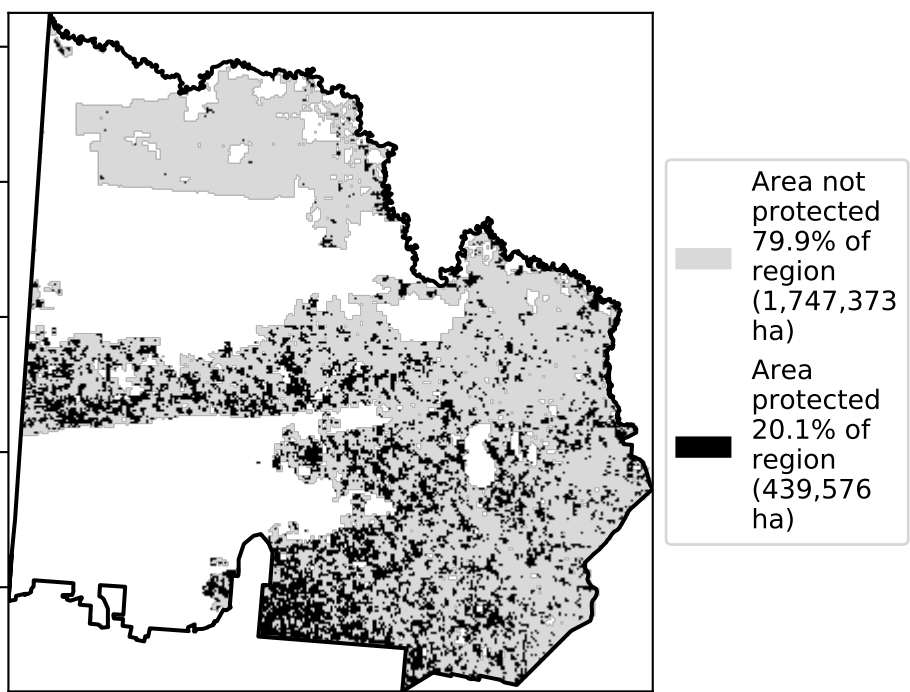 Area not
protected
79.9% of
region
(1,747,373
ha)
Area
protected
20.1% of
region
(439,576
ha)